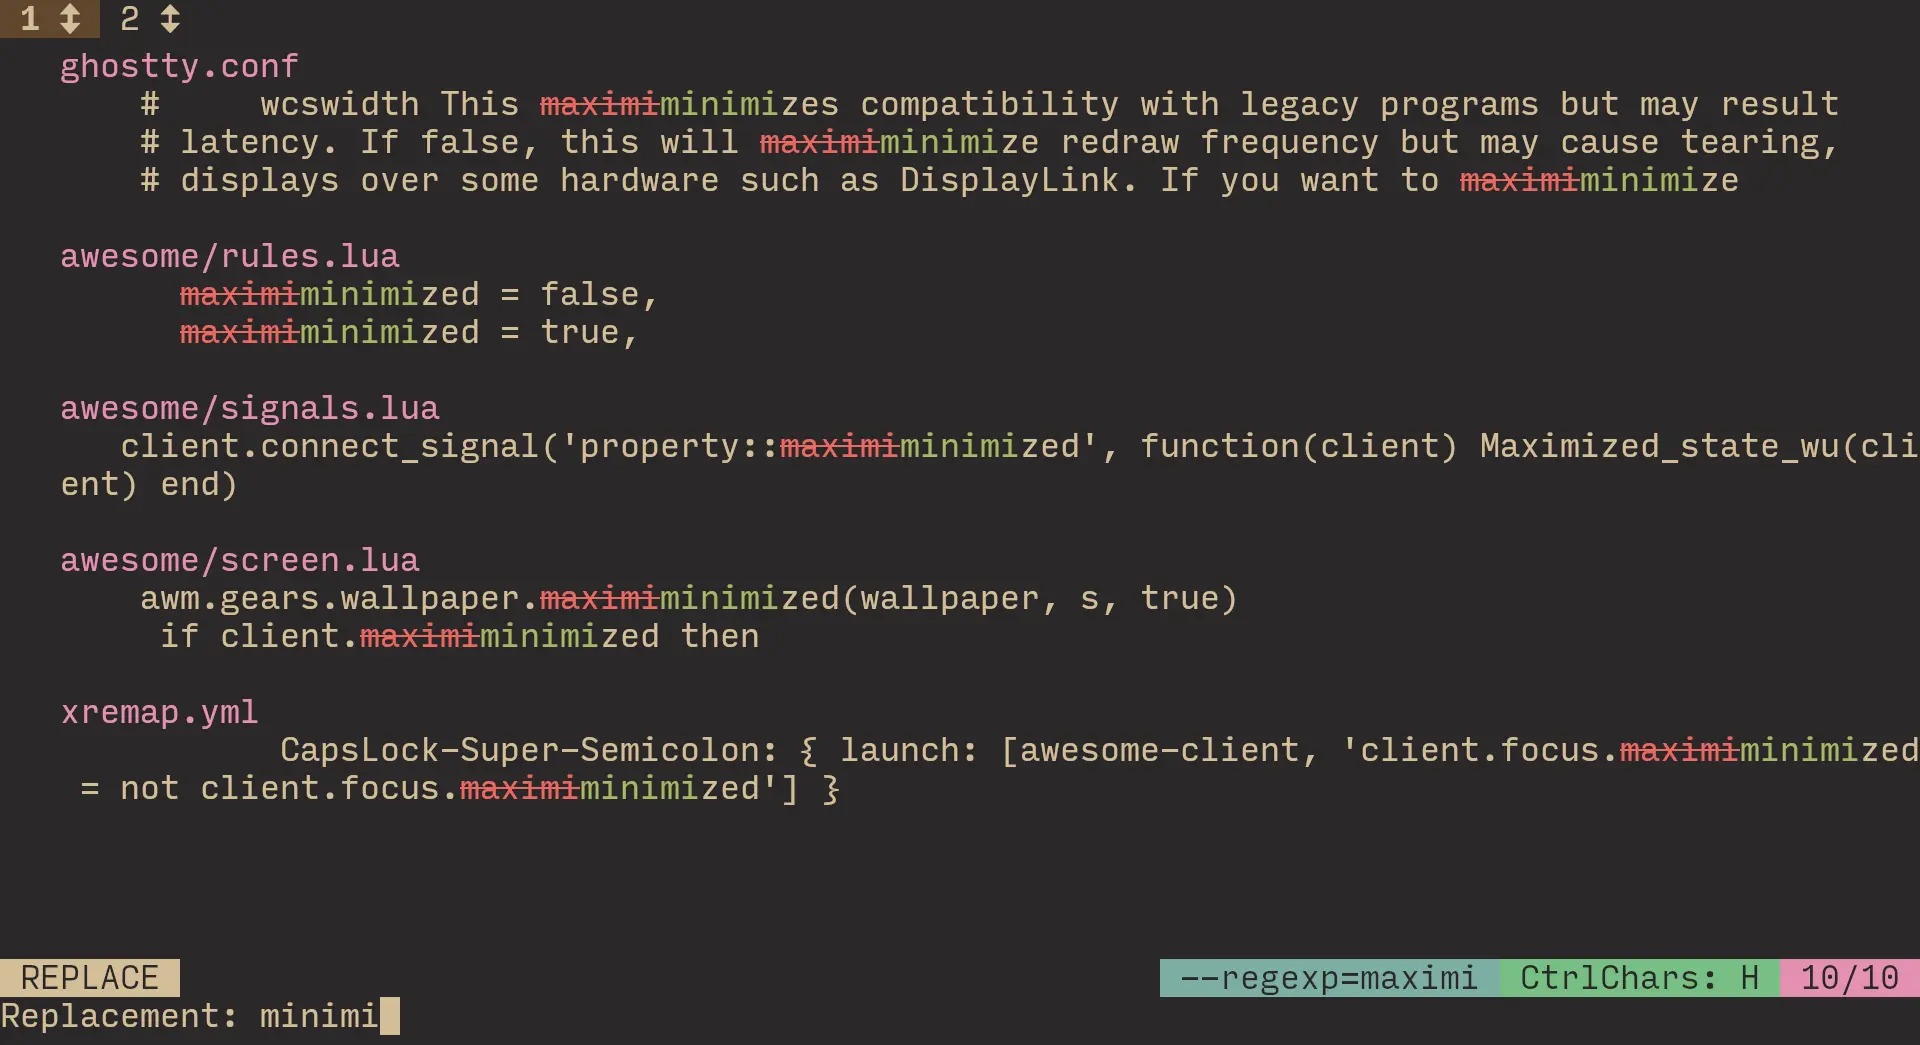 1 ↕ 2 ↕
ghostty.conf
#     wcswidth This maximiminimizes compatibility with legacy programs but may result
# latency. If false, this will maximiminimize redraw frequency but may cause tearing,
# displays over some hardware such as DisplayLink. If you want to maximiminimize
awesome/rules.lua
maximiminimized = false,
maximiminimized = true,
awesome/signals.lua
client.connect_signal('property::maximiminimized', function(client) Maximized_state_wu(cli
ent) end)
awesome/screen.lua
awm.gears.wallpaper.maximiminimized(wallpaper, s, true)
if client.maximiminimized then
xremap.yml
CapsLock-Super-Semicolon: { launch: [awesome-client, 'client.focus.maximiminimized
= not client.focus.maximiminimized'] }
REPLACE --regexp=maximi CtrlChars: H 10/10
Replacement: minimi